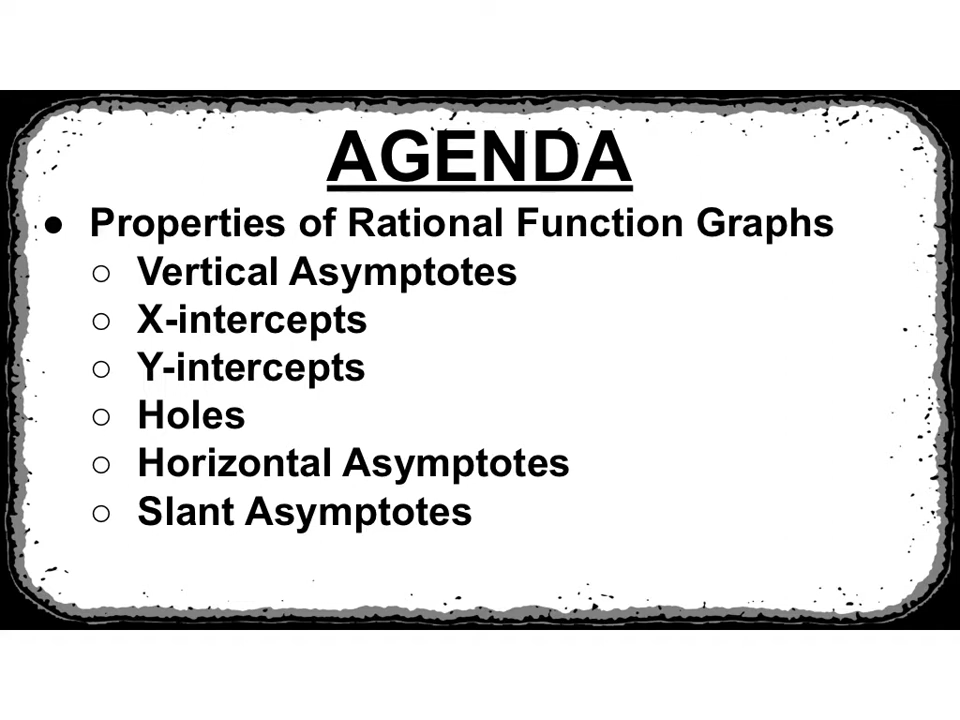 AGENDA
● Properties of Rational Function Graphs
○ Vertical Asymptotes
○ X-intercepts
○ Y-intercepts
○ Holes
○ Horizontal Asymptotes
○ Slant Asymptotes